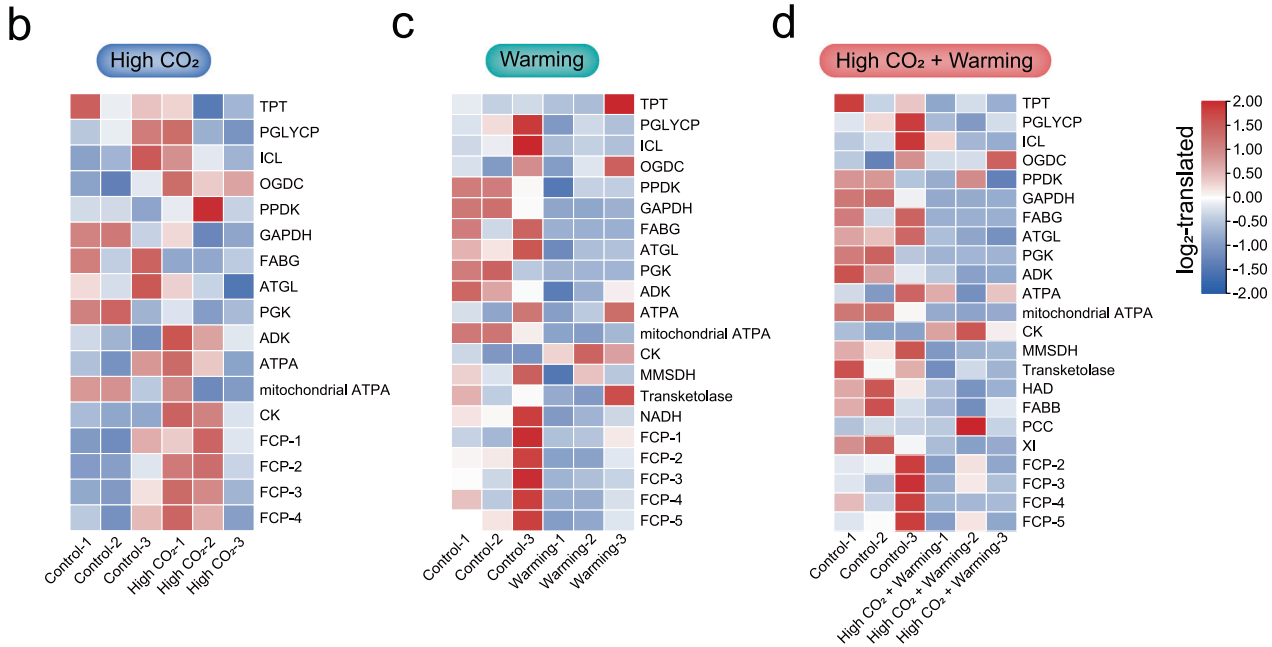 b
High CO₂
TPT
PGLYCP
ICL
OGDC
PPDK
GAPDH
FABG
ATGL
PGK
ADK
ATPA
mitochondrial ATPA
CK
FCP-1
FCP-2
FCP-3
FCP-4
Control-1
Control-2
Control-3
High CO₂-1
High CO₂-2
High CO₂-3
c
Warming
TPT
PGLYCP
ICL
OGDC
PPDK
GAPDH
FABG
ATGL
PGK
ADK
ATPA
mitochondrial ATPA
CK
MMSDH
Transketolase
NADH
FCP-1
FCP-2
FCP-3
FCP-4
FCP-5
Control-1
Control-2
Control-3
Warming-1
Warming-2
Warming-3
d
High CO₂ + Warming
TPT
PGLYCP
ICL
OGDC
PPDK
GAPDH
FABG
ATGL
PGK
ADK
ATPA
mitochondrial ATPA
CK
MMSDH
Transketolase
HAD
FABB
PCC
XI
FCP-2
FCP-3
FCP-4
FCP-5
Control-1
Control-2
Control-3
High CO₂ + Warming-1
High CO₂ + Warming-2
High CO₂ + Warming-3
log₂-translated
2.00
1.50
1.00
0.50
0.00
-0.50
-1.00
-1.50
-2.00